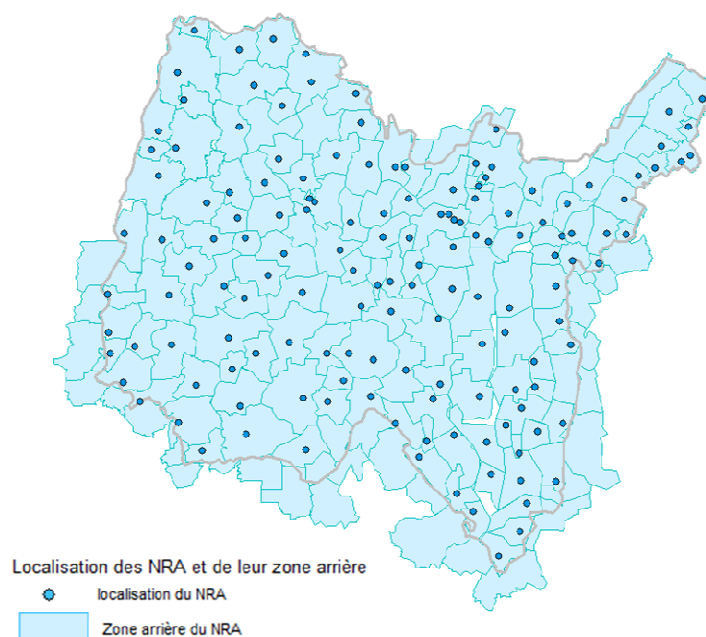 Localisation des NRA et de leur zone arrière
localisation du NRA
Zone arrière du NRA